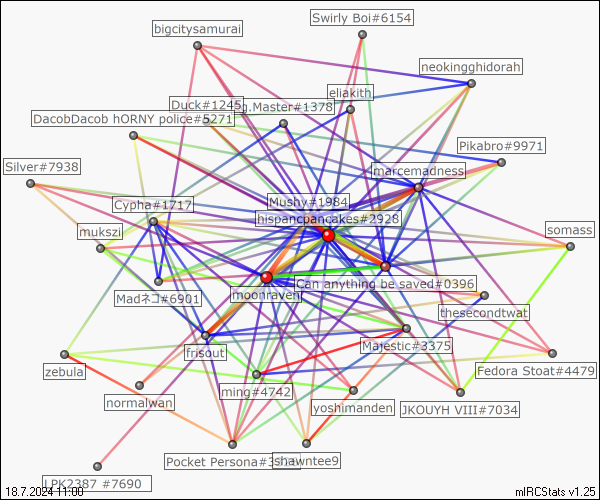 Swirly Boi#6154
bigcitysamurai
neokingghidorah
eliakith
Duck#1245
g.Master#1378
DacobDacob hORNY police#5271
Pikabro#9971
Silver#7938
marcemadness
Mushy#1984
Cypha#1717
hispancpancakes#2928
mukszi
somass
Can anything be saved#0396
moonraven
Madネコ#6901
thesecondtwat
Majestic#3375
frisout
Fedora Stoat#4479
zebula
ming#4742
normalwan
yoshimanden
JKOUYH VIII#7034
Pocket Persona#3
shawntee9
LPK2387 #7690
18.7.2024 11:00
mIRCStats v1.25